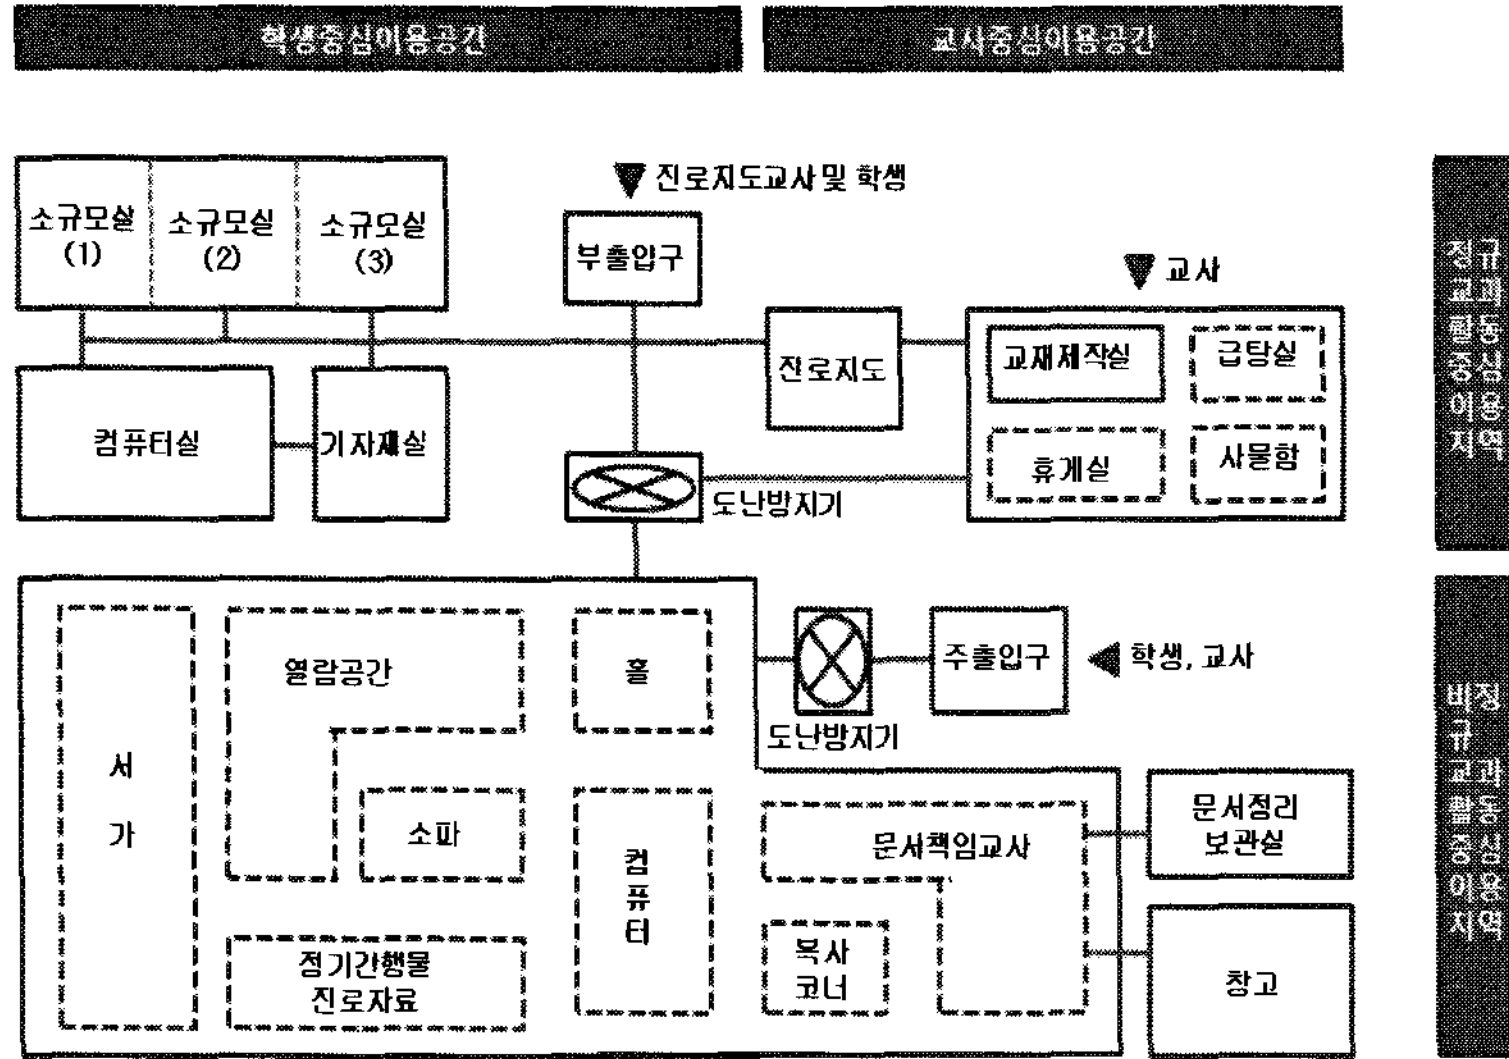 학생중심이용공간
교사중심이용공간
진로지도교사 및 학생
소규모실
(1)
소규모실
(2)
소규모실
(3)
부출입구
교사
진로지도
교재제작실
급탕실
컴퓨터실
기자재실
휴게실
사물함
도난방지기
정규
교과
활동
중심
이용
지역
열람공간
홀
주출입구
학생, 교사
도난방지기
서
가
소파
컴
퓨
터
문서책임교사
문서정리
보관실
정기간행물
진로자료
복사
코너
창고
비정
규
교과
활동
중심
이용
지역